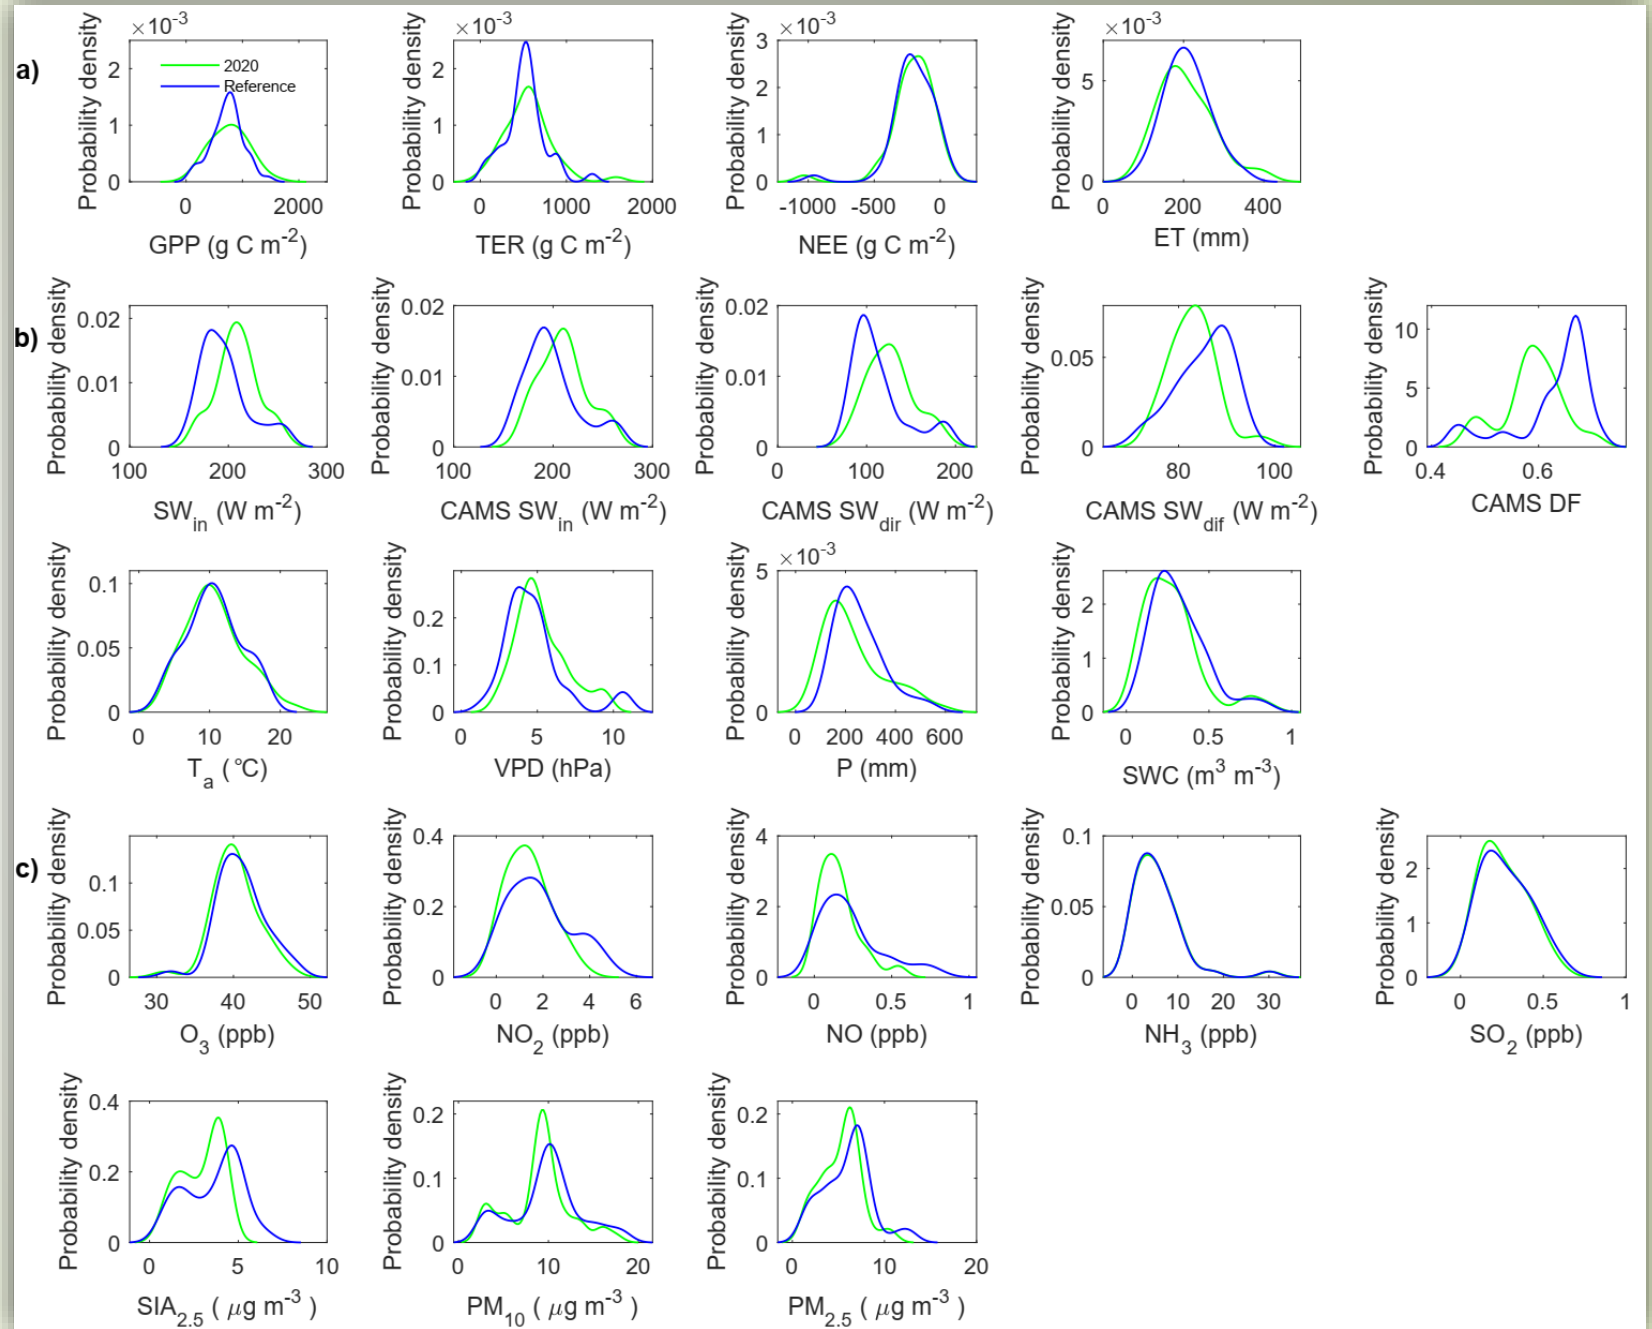 a)
×10-3
Probability density
2
1
0
2020
Reference
0 2000
GPP (g C m-2)
×10-3
Probability density
2
1
0
0 1000 2000
TER (g C m-2)
×10-3
Probability density
3
2
1
0
-1000 -500 0
NEE (g C m-2)
×10-3
Probability density
5
0
0 200 400
ET (mm)
b)
Probability density
0.02
0.01
0
100 200 300
SWin (W m-2)
Probability density
0.02
0.01
0
100 200 300
CAMS SWin (W m-2)
Probability density
0.02
0.01
0
0 100 200
CAMS SWdir (W m-2)
Probability density
0.05
0
80 100
CAMS SWdif (W m-2)
Probability density
10
5
0
0.4 0.6
CAMS DF
Probability density
0.1
0.05
0
0 10 20
Ta (°C)
Probability density
0.2
0.1
0
0 5 10
VPD (hPa)
×10-3
Probability density
5
0
0 200 400 600
P (mm)
Probability density
2
1
0
0 0.5 1
SWC (m3 m-3)
c)
Probability density
0.1
0.05
0
30 40 50
O3 (ppb)
Probability density
0.4
0.2
0
0 2 4 6
NO2 (ppb)
Probability density
4
2
0
0 0.5 1
NO (ppb)
Probability density
0.1
0.05
0
0 10 20 30
NH3 (ppb)
Probability density
2
1
0
0 0.5 1
SO2 (ppb)
Probability density
0.4
0.2
0
0 5 10
SIA2.5 ( μg m-3 )
Probability density
0.2
0.1
0
0 10 20
PM10 ( μg m-3 )
Probability density
0.2
0.1
0
0 10 20
PM2.5 ( μg m-3 )